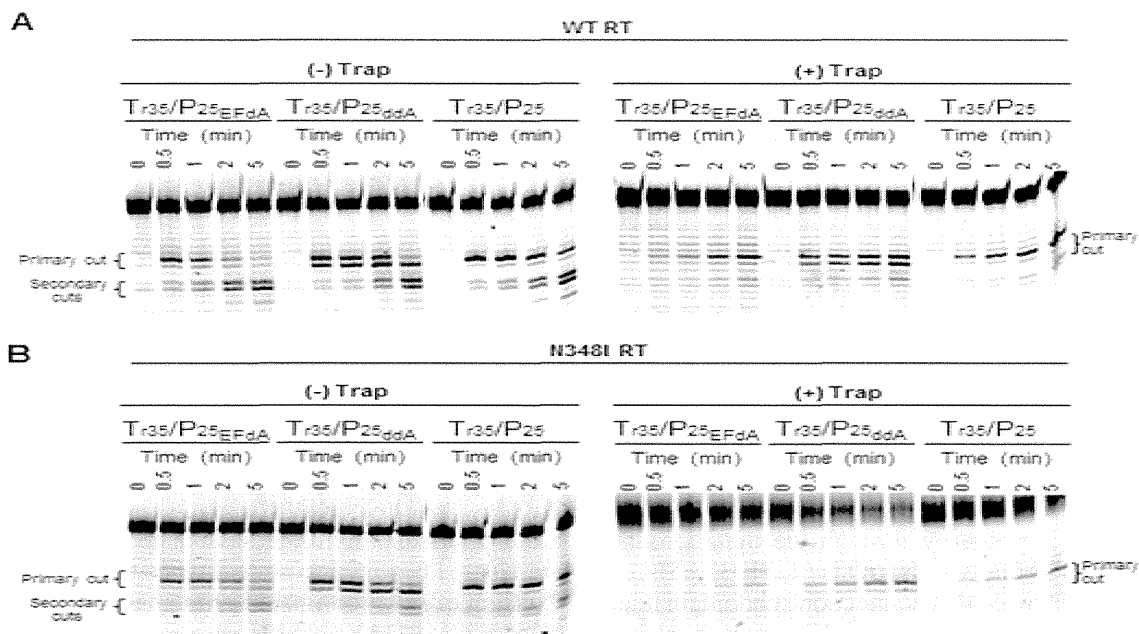 A
WT RT
(-) Trap
(+) Trap
Tr35/P25EFdA Tr35/P25ddA Tr35/P25
Tr35/P25EFdA Tr35/P25ddA Tr35/P25
Time (min) Time (min) Time (min)
Time (min) Time (min) Time (min)
0 0.5 1 2 5 0 0.5 1 2 5 0 0.5 1 2 5
0 0.5 1 2 5 0 0.5 1 2 5 0 0.5 1 2 5
Primary cut
Secondary
cuts
Primary
cut
B
N348I RT
(-) Trap
(+) Trap
Tr35/P25EFdA Tr35/P25ddA Tr35/P25
Tr35/P25EFdA Tr35/P25ddA Tr35/P25
Time (min) Time (min) Time (min)
Time (min) Time (min) Time (min)
0 0.5 1 2 5 0 0.5 1 2 5 0 0.5 1 2 5
0 0.5 1 2 5 0 0.5 1 2 5 0 0.5 1 2 5
Primary cut
Secondary
cuts
Primary
cut